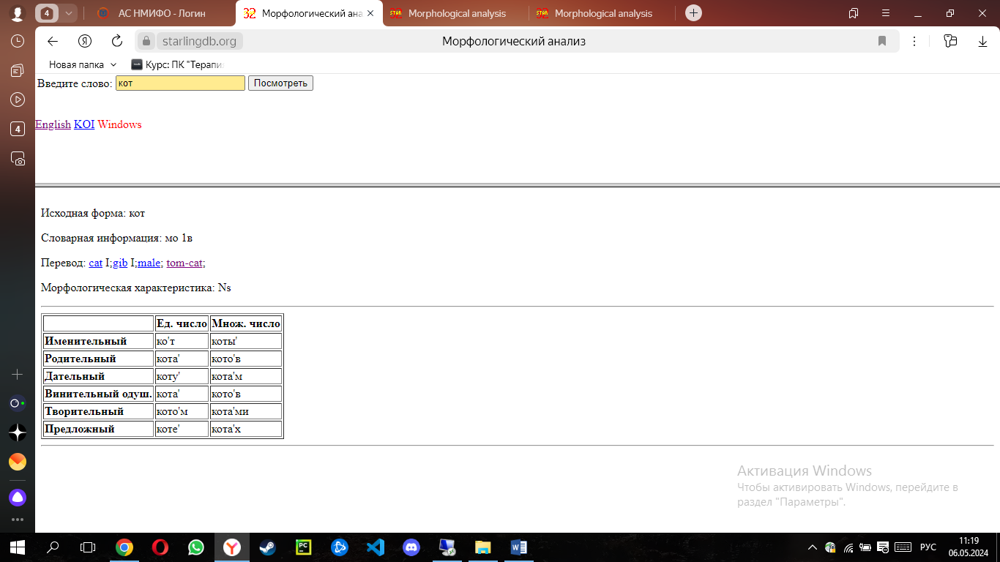 4 АС НМИФО - Логин Морфологический ана Morphological analysis Morphological analysis
starlingdb.org Морфологический анализ
Новая папка Курс: ПК "Терапи
Введите слово: кот Посмотреть
English KOI Windows
4
Исходная форма: кот
Словарная информация: мо 1в
Перевод: cat I;gib I;male; tom-cat;
Морфологическая характеристика: Ns
Ед. число Множ. число
Именительный ко'т коты'
Родительный кота' кото'в
Дательный коту' кота'м
Винительный одуш. кота' кото'в
Творительный кото'м кота'ми
Предложный коте' кота'х
Активация Windows
Чтобы активировать Windows, перейдите в
раздел "Параметры".
РУС 11:19
06.05.2024